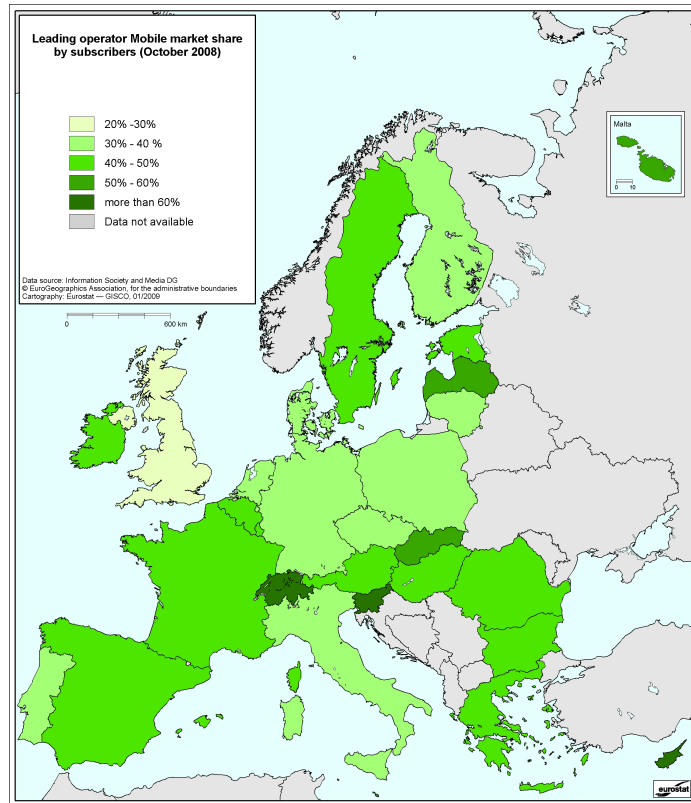 Leading operator Mobile market share
by subscribers (October 2008)
20% -30%
30% - 40 %
40% - 50%
50% - 60%
more than 60%
Data not available
Data source: Information Society and Media DG
© EuroGeographics Association, for the administrative boundaries
Cartography: Eurostat — GISCO, 01/2009
0 600 km
Malta
0 10
eurostat